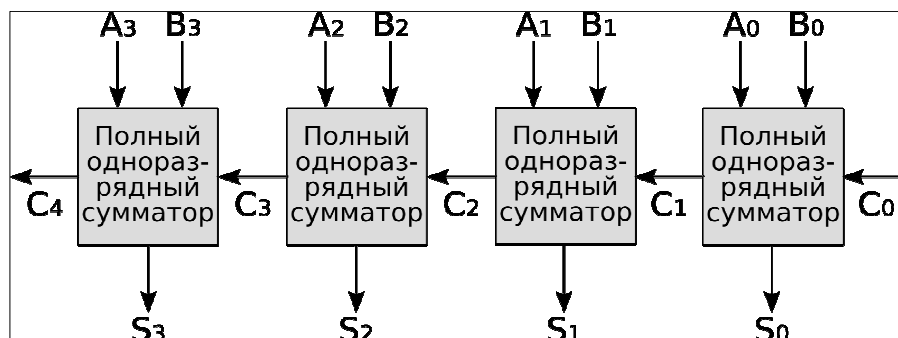 A3 B3 A2 B2 A1 B1 A0 B0
Полный
однораз-
рядный
сумматор
Полный
однораз-
рядный
сумматор
Полный
однораз-
рядный
сумматор
Полный
однораз-
рядный
сумматор
C4 C3 C2 C1 C0
S3 S2 S1 S0